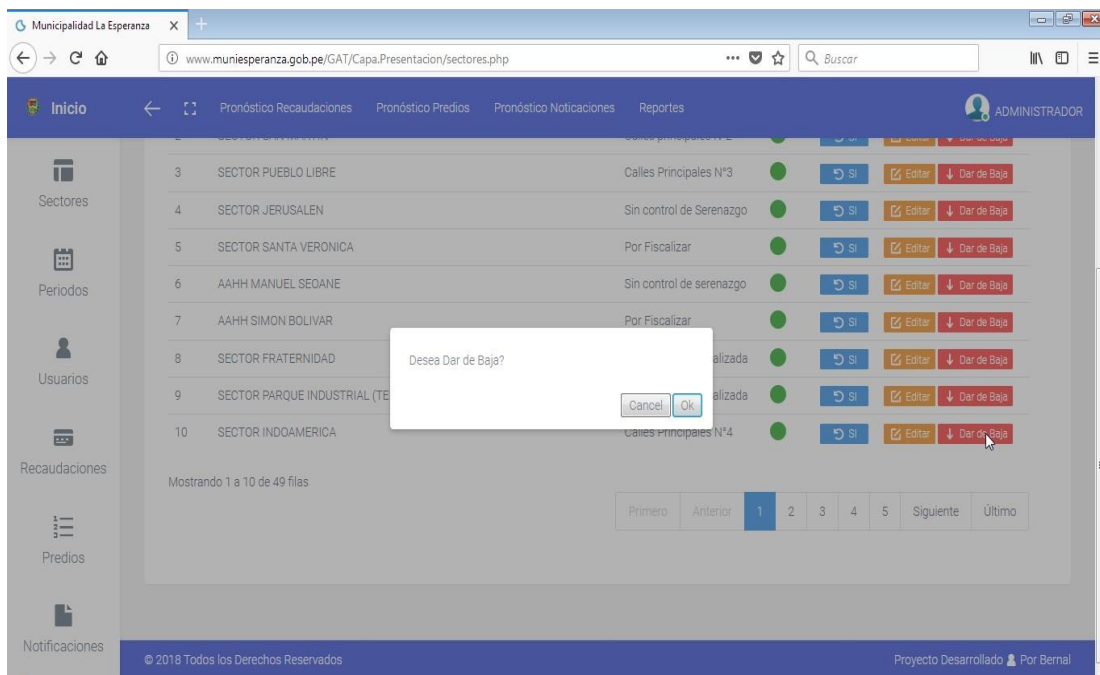 Municipalidad La Esperanza
www.muniesperanza.gob.pe/GAT/Capa.Presentacion/sectores.php
Buscar
Inicio
Pronóstico Recaudaciones Pronóstico Predios Pronóstico Noticaciones Reportes
ADMINISTRADOR
Sectores
Periodos
Usuarios
Recaudaciones
Predios
Notificaciones
3 SECTOR PUEBLO LIBRE Calles Principales N°3 SI Editar Dar de Baja
4 SECTOR JERUSALEN Sin control de Serenazgo SI Editar Dar de Baja
5 SECTOR SANTA VERONICA Por Fiscalizar SI Editar Dar de Baja
6 AAHH MANUEL SEOANE Sin control de serenazgo SI Editar Dar de Baja
7 AAHH SIMON BOLIVAR Por Fiscalizar SI Editar Dar de Baja
8 SECTOR FRATERNIDAD alizada SI Editar Dar de Baja
9 SECTOR PARQUE INDUSTRIAL (TE alizada SI Editar Dar de Baja
10 SECTOR INDOAMERICA Calles Principales N°4 SI Editar Dar de Baja
Desea Dar de Baja?
Cancel Ok
Mostrando 1 a 10 de 49 filas
Primero Anterior 1 2 3 4 5 Siguiente Último
© 2018 Todos los Derechos Reservados
Proyecto Desarrollado Por Bernal